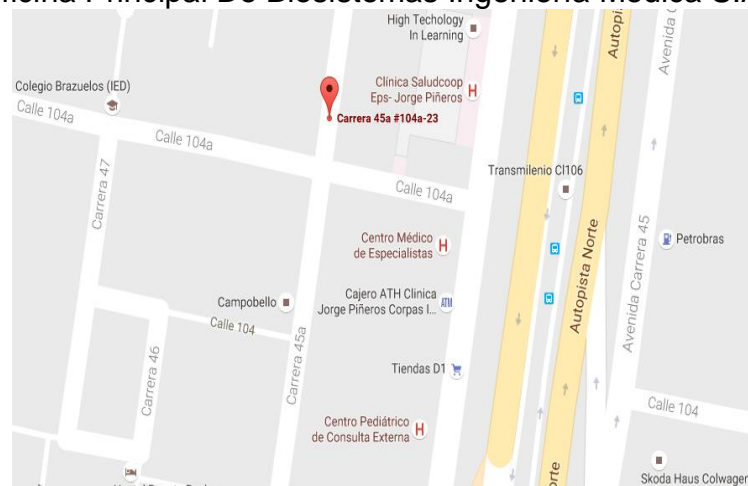 Principal De Biosistemas Ingeniería Médica
High Techology
In Learning
Clínica Saludcoop
Eps- Jorge Piñeros
Colegio Brazuelos (IED)
Carrera 45a #104a-23
Calle 104a
Calle 104a
Calle 104a
Transmilenio Cl106
Carrera 47
Avenida Carrera
Centro Médico
de Especialistas
Petrobras
Autopista Norte
Avenida Carrera 45
Campobello
Cajero ATH Clinica
Jorge Piñeros Corpas I...
ATM
Calle 104
Carrera 45a
Carrera 46
Tiendas D1
Calle 104
Centro Pediátrico
de Consulta Externa
Skoda Haus Colwager